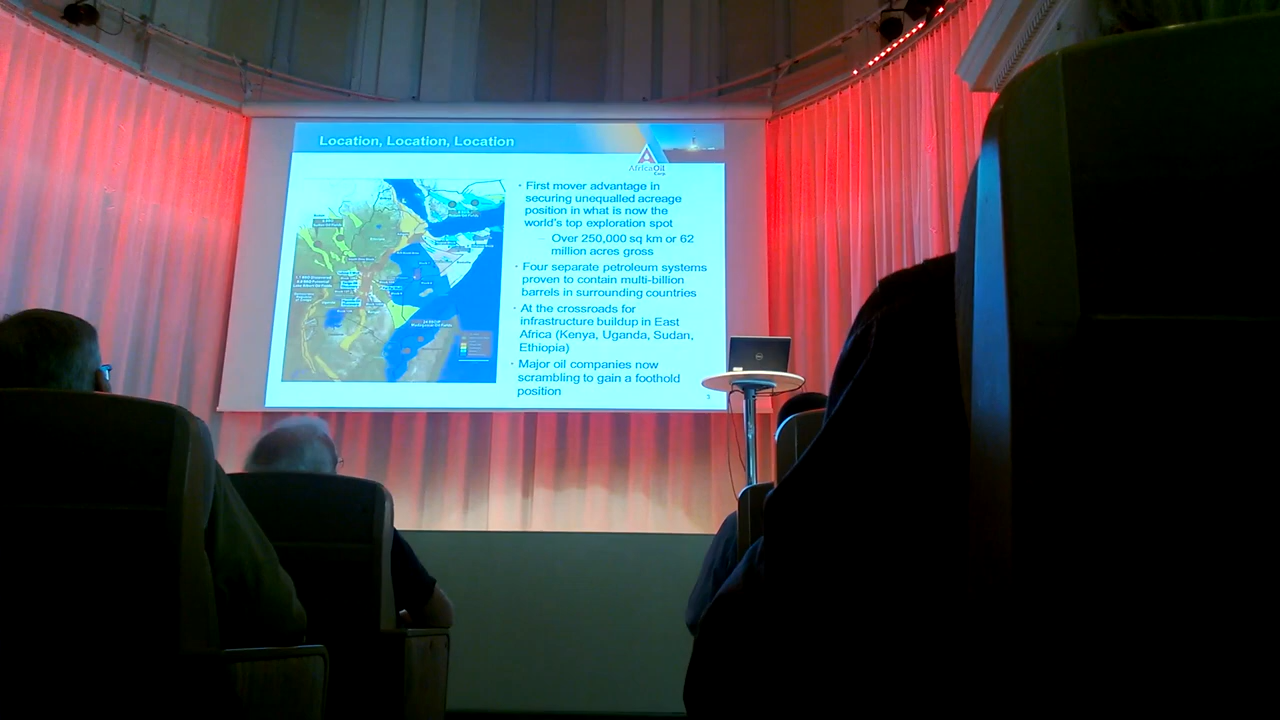 Location, Location, Location
AfricaOil
Corp.
First mover advantage in
securing unequalled acreage
position in what is now the
world's top exploration spot
Over 250,000 sq km or 62
million acres gross
Four separate petroleum systems
proven to contain multi-billion
barrels in surrounding countries
At the crossroads for
infrastructure buildup in East
Africa (Kenya, Uganda, Sudan,
Ethiopia)
Major oil companies now
scrambling to gain a foothold
position